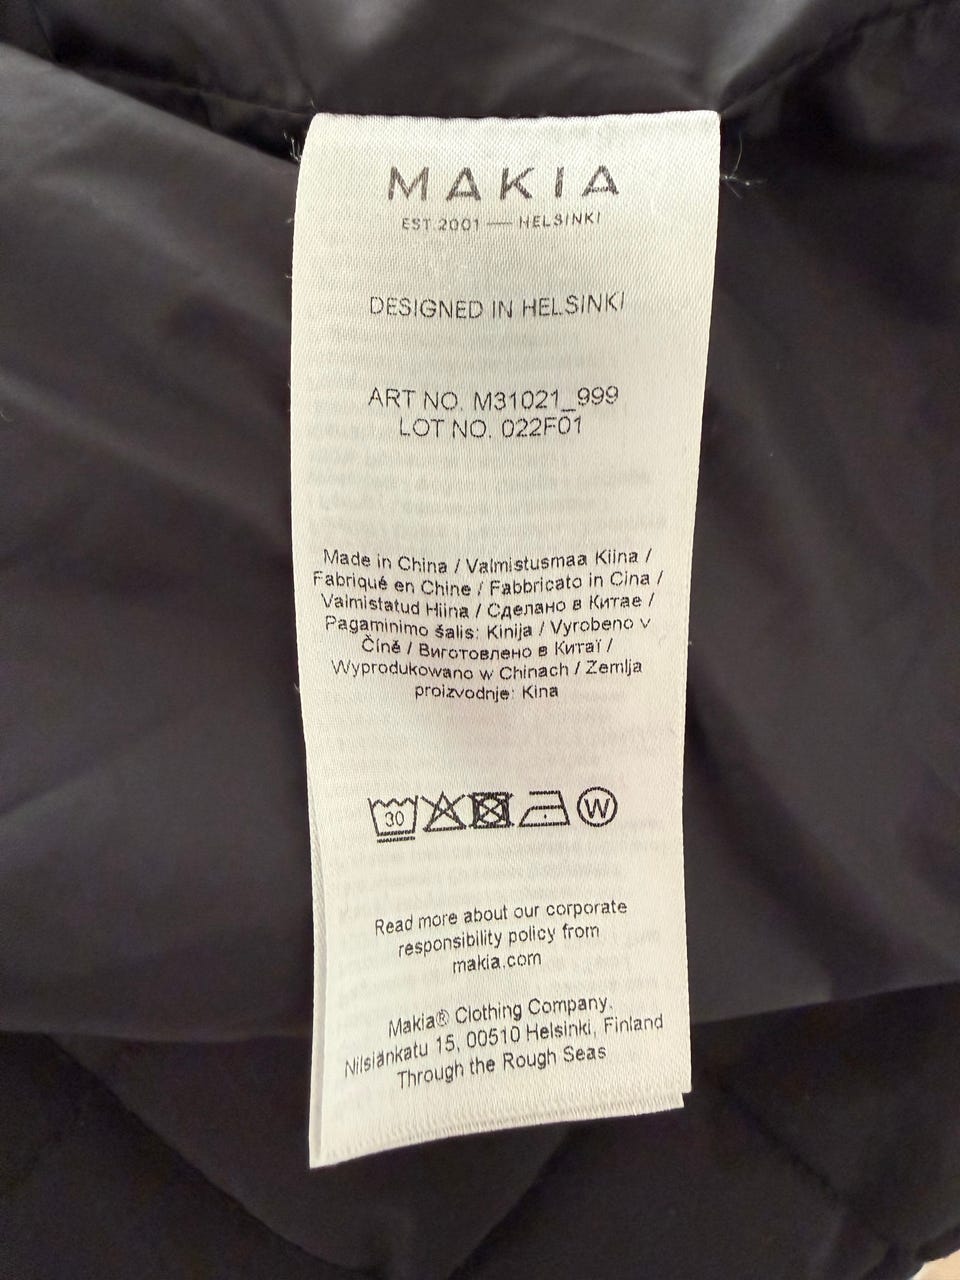 MAKIA
EST.2001 — HELSINKI
DESIGNED IN HELSINKI
ART NO. M31021_999
LOT NO. 022F01
Made in China / Valmistusmaa Kiina /
Fabriqué en Chine / Fabbricato in Cina /
Valmistatud Hiina / Сделано в Китае /
Pagaminimo šalis: Kinija / Vyrobeno v
Číně / Виготовлено в Китаї /
Wyprodukowano w Chinach / Zemlja
proizvodnje: Kina
30 W
Read more about our corporate
responsibility policy from
makia.com
Makia® Clothing Company.
Nilsiänkatu 15, 00510 Helsinki, Finland
Through the Rough Seas